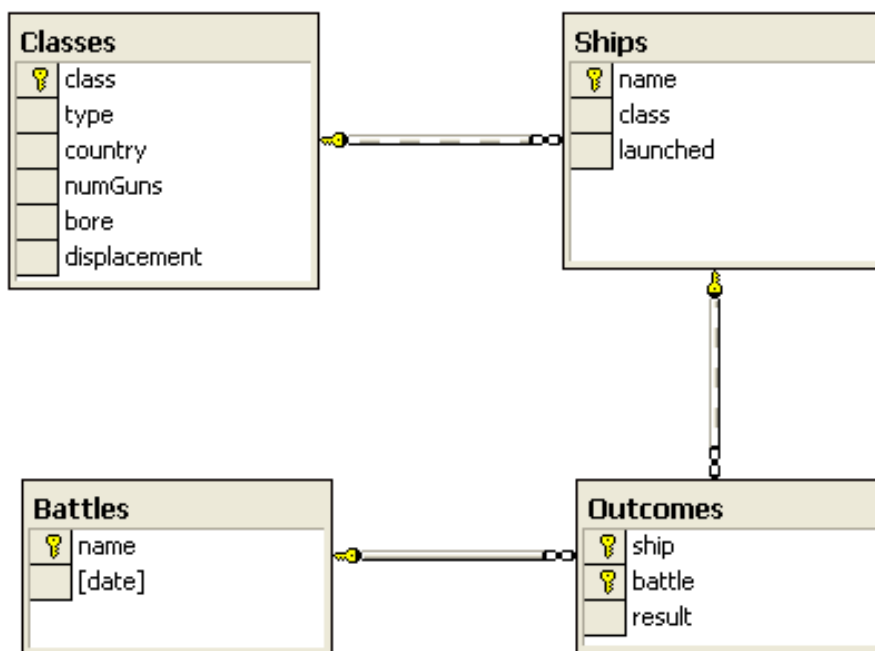 Classes
class
type
country
numGuns
bore
displacement
Ships
name
class
launched
Battles
name
[date]
Outcomes
ship
battle
result